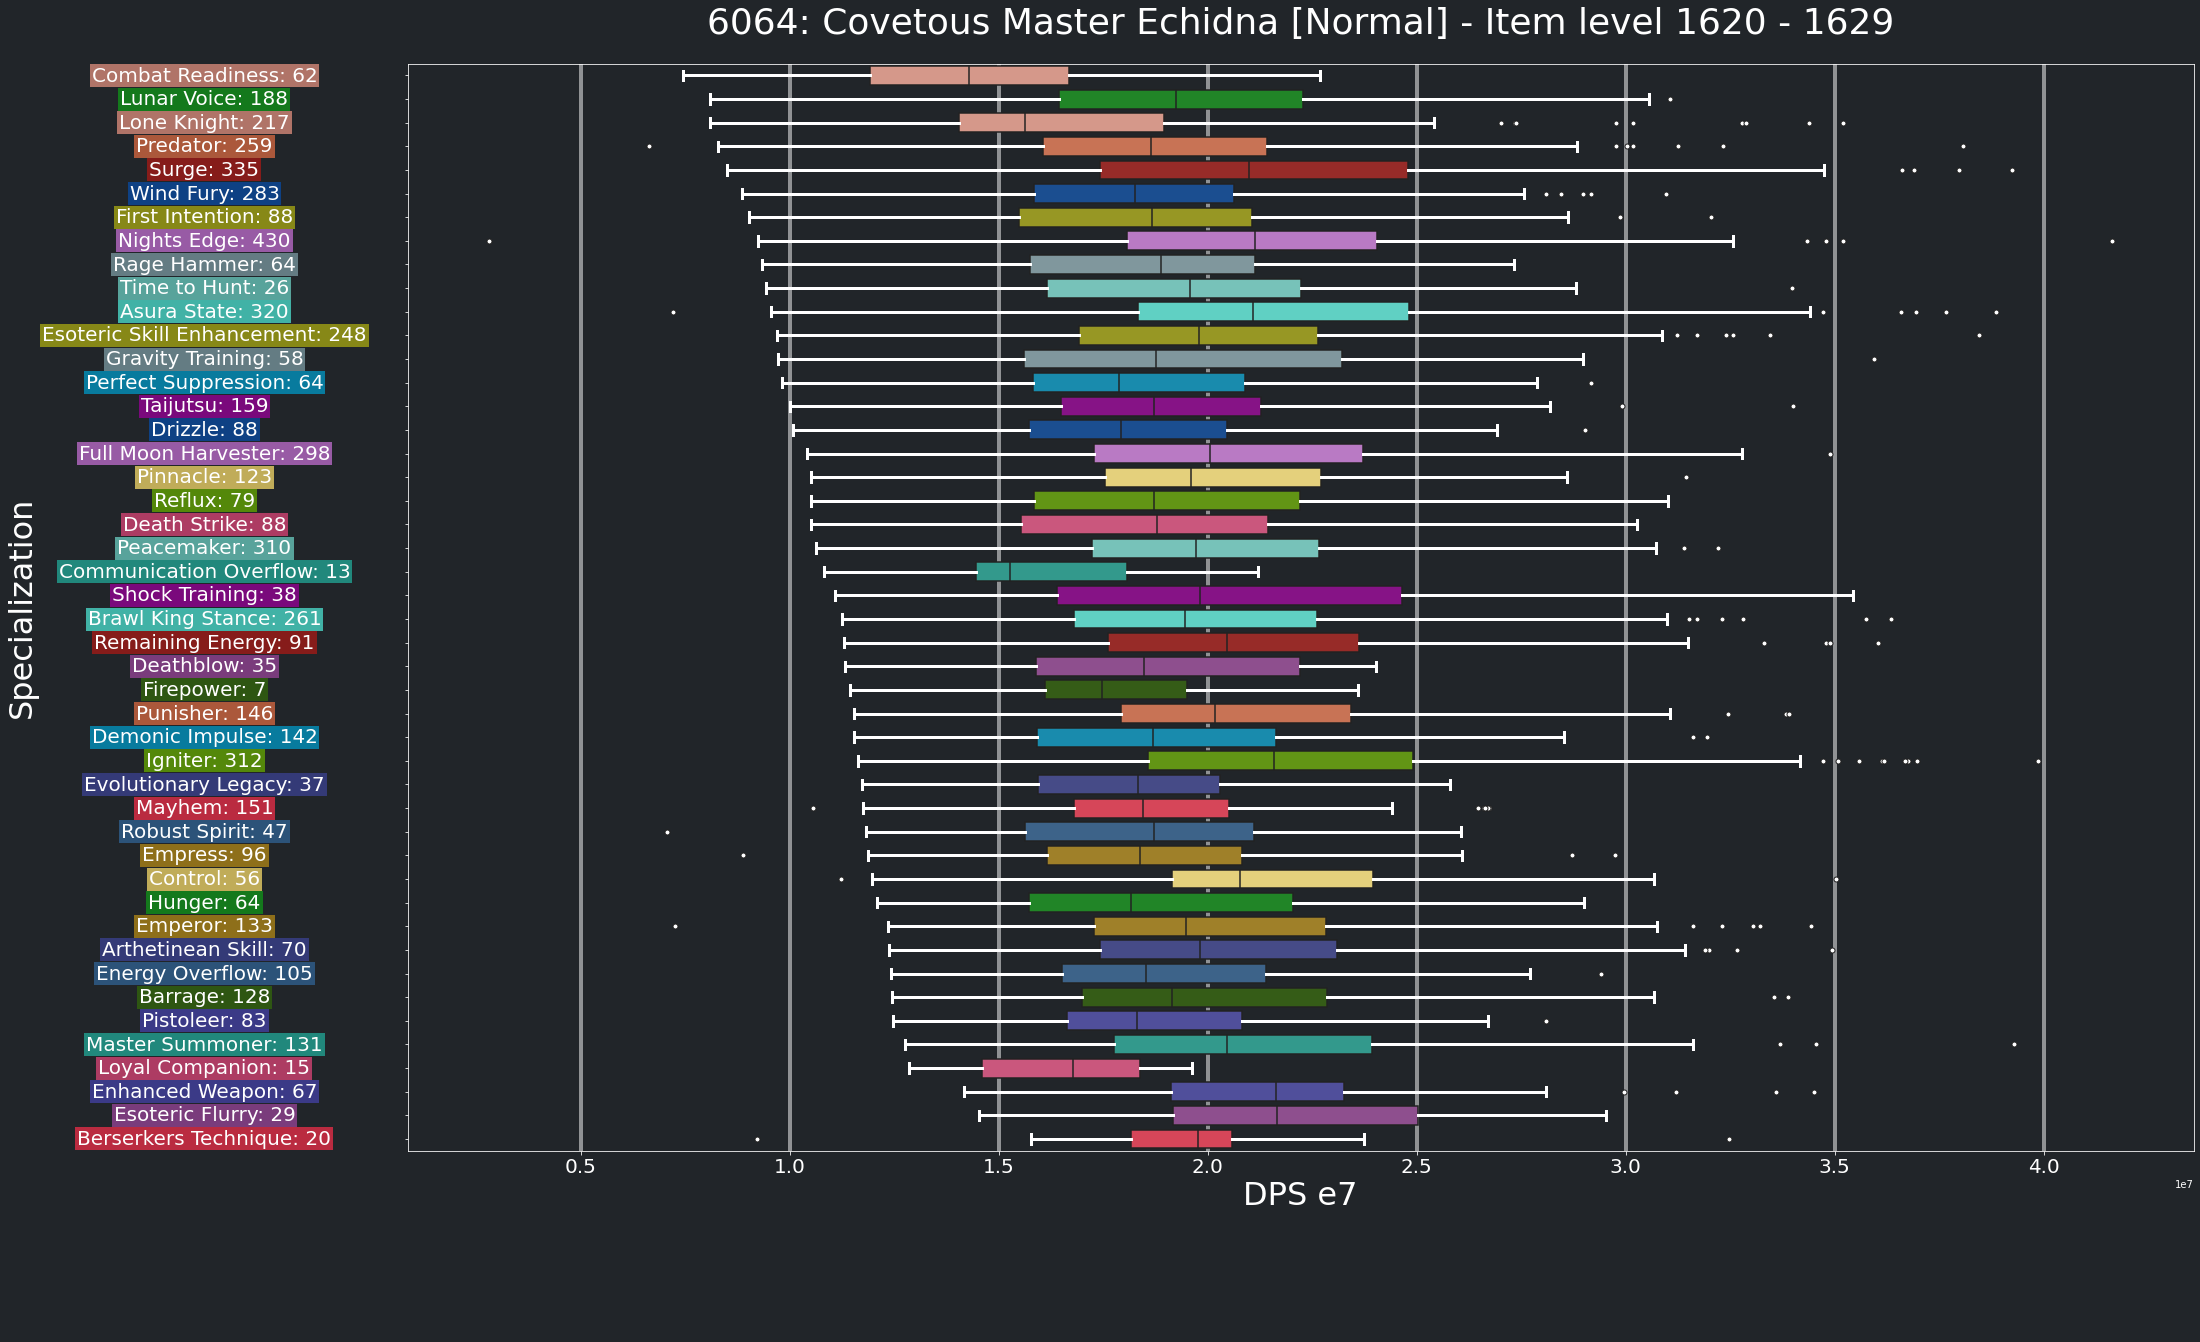 6064: Covetous Master Echidna [Normal] - Item level 1620 - 1629
Specialization
Combat Readiness: 62
Lunar Voice: 188
Lone Knight: 217
Predator: 259
Surge: 335
Wind Fury: 283
First Intention: 88
Nights Edge: 430
Rage Hammer: 64
Time to Hunt: 26
Asura State: 320
Esoteric Skill Enhancement: 248
Gravity Training: 58
Perfect Suppression: 64
Taijutsu: 159
Drizzle: 88
Full Moon Harvester: 298
Pinnacle: 123
Reflux: 79
Death Strike: 88
Peacemaker: 310
Communication Overflow: 13
Shock Training: 38
Brawl King Stance: 261
Remaining Energy: 91
Deathblow: 35
Firepower: 7
Punisher: 146
Demonic Impulse: 142
Igniter: 312
Evolutionary Legacy: 37
Mayhem: 151
Robust Spirit: 47
Empress: 96
Control: 56
Hunger: 64
Emperor: 133
Arthetinean Skill: 70
Energy Overflow: 105
Barrage: 128
Pistoleer: 83
Master Summoner: 131
Loyal Companion: 15
Enhanced Weapon: 67
Esoteric Flurry: 29
Berserkers Technique: 20
0.5 1.0 1.5 2.0 2.5 3.0 3.5 4.0
1e7
DPS e7